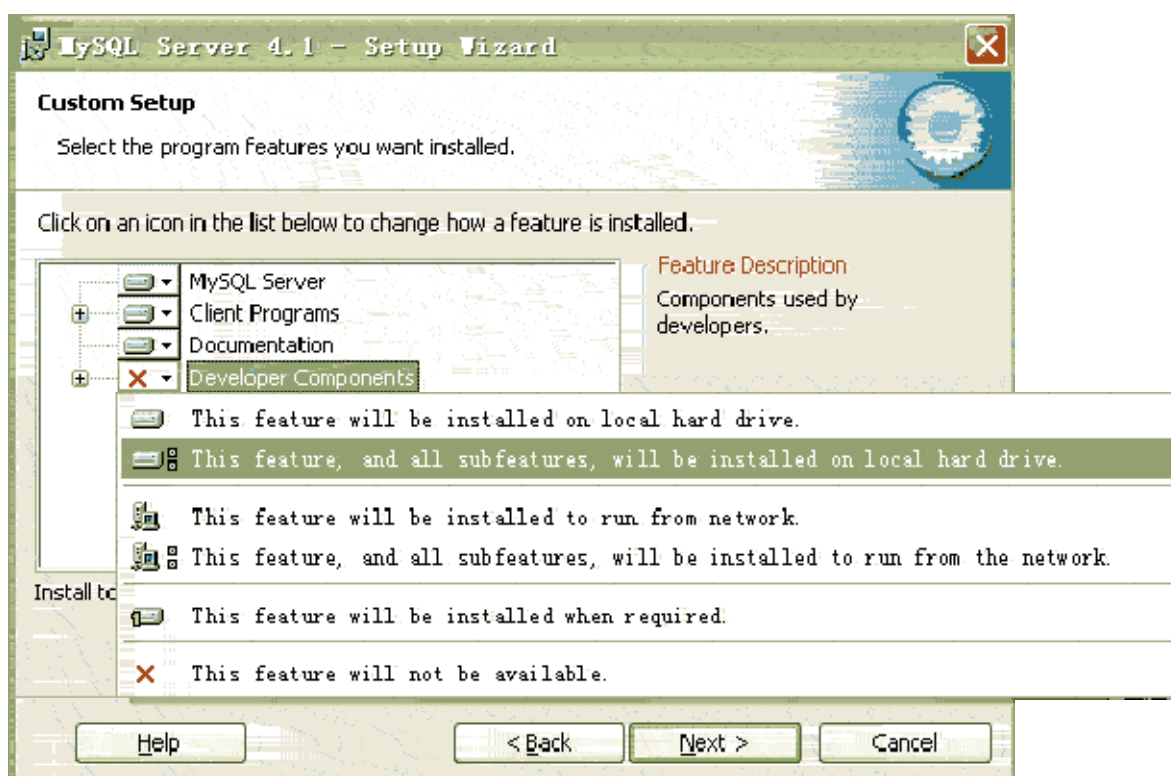 MySQL Server 4.1 - Setup Wizard
Custom Setup
Select the program features you want installed.
Click on an icon in the list below to change how a feature is installed.
MySQL Server
Client Programs
Documentation
Developer Components
Feature Description
Components used by
developers.
This feature will be installed on local hard drive.
This feature, and all subfeatures, will be installed on local hard drive.
This feature will be installed to run from network.
This feature, and all subfeatures, will be installed to run from the network.
Install to
This feature will be installed when required.
This feature will not be available.
Help
< Back
Next >
Cancel